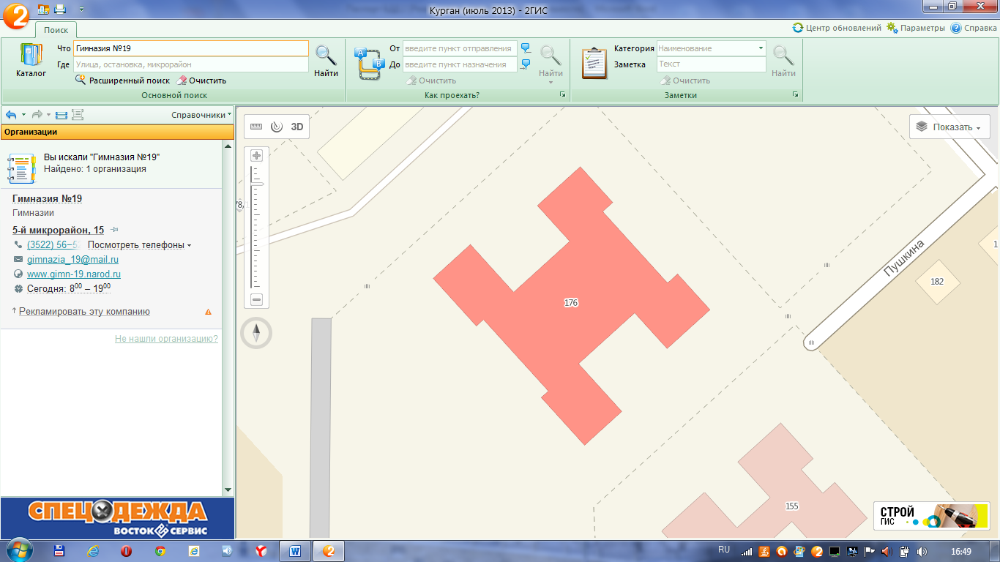 Курган (июль 2013) - 2ГИС
Поиск
Центр обновлений Параметры Справка
Каталог
Что Гимназия №19
Где Улица, остановка, микрорайон
Расширенный поиск Очистить
Найти
Основной поиск
От введите пункт отправления
До введите пункт назначения
Очистить
Найти
Как проехать?
Категория Наименование
Заметка Текст
Очистить
Найти
Заметки
Справочники
Организации
Вы искали "Гимназия №19"
Найдено: 1 организация
Гимназия №19
Гимназии
5-й микрорайон, 15
(3522) 56–5 Посмотреть телефоны
gimnazia_19@mail.ru
www.gimn-19.narod.ru
Сегодня: 8⁰⁰ – 19⁰⁰
Рекламировать эту компанию
Не нашли организацию?
СПЕЦОДЕЖДА
ВОСТОК СЕРВИС
3D
Показать
176
Пушкина
182
155
СТРОЙ
ГИС
RU
16:49